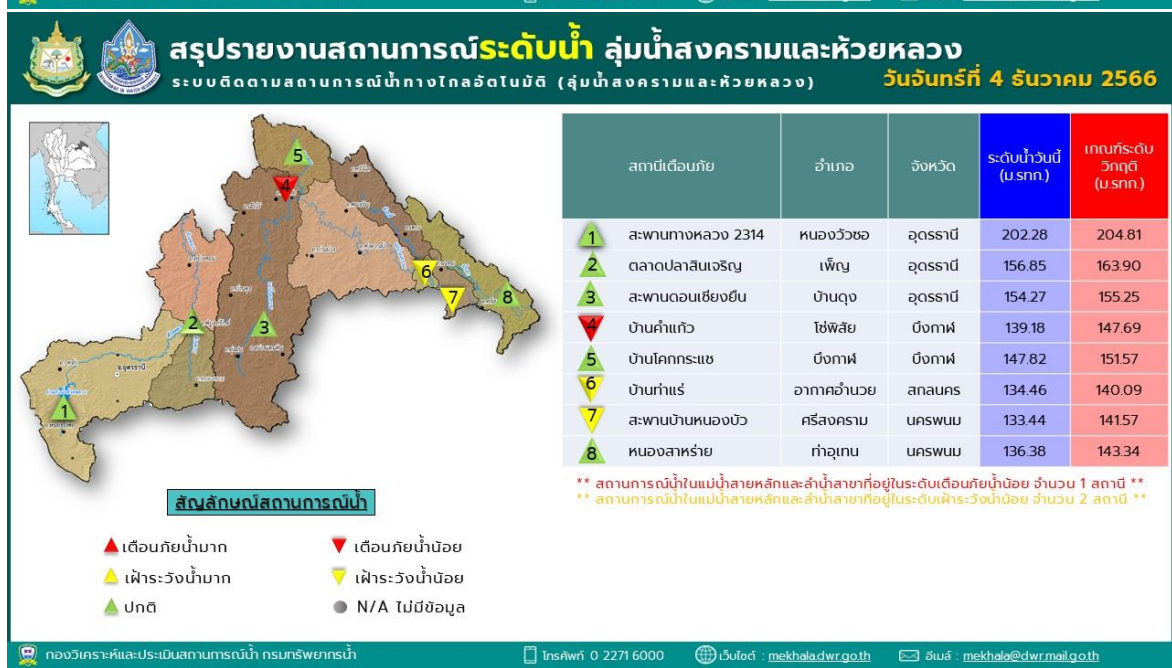 สรุปรายงานสถานการณ์ระดับน้ำ ลุ่มน้ำสงครามและห้วยหลวง
ระบบติดตามสถานการณ์น้ำทางไกลอัตโนมัติ (ลุ่มน้ำสงครามและห้วยหลวง)
วันจันทร์ที่ 4 ธันวาคม 2566
สถานีเตือนภัย อำเภอ จังหวัด ระดับน้ำวันนี้ (ม.รทก.) เกณฑ์ระดับวิกฤติ (ม.รทก.)
1 สะพานทางหลวง 2314 หนองวัวซอ อุดรธานี 202.28 204.81
2 ตลาดปลาสินเจริญ เพ็ญ อุดรธานี 156.85 163.90
3 สะพานดอนเชียงยืน บ้านดุง อุดรธานี 154.27 155.25
4 บ้านคำแก้ว โซ่พิสัย บึงกาฬ 139.18 147.69
5 บ้านโคกกระแซ บึงกาฬ บึงกาฬ 147.82 151.57
6 บ้านท่าแร่ อากาศอำนวย สกลนคร 134.46 140.09
7 สะพานบ้านหนองบัว ศรีสงคราม นครพนม 133.44 141.57
8 หนองสาหร่าย ท่าอุเทน นครพนม 136.38 143.34
** สถานการณ์น้ำในแม่น้ำสายหลักและลำน้ำสาขาที่อยู่ในระดับเตือนภัยน้ำน้อย จำนวน 1 สถานี **
** สถานการณ์น้ำในแม่น้ำสายหลักและลำน้ำสาขาที่อยู่ในระดับเฝ้าระวังน้ำน้อย จำนวน 2 สถานี **
5
4
6
7
8
2
3
อ.อุดรธานี
1
สัญลักษณ์สถานการณ์น้ำ
เตือนภัยน้ำมาก เตือนภัยน้ำน้อย
เฝ้าระวังน้ำมาก เฝ้าระวังน้ำน้อย
ปกติ N/A ไม่มีข้อมูล
กองวิเคราะห์และประเมินสถานการณ์น้ำ กรมทรัพยากรน้ำ โทรศัพท์ 0 2271 6000 เว็บไซต์ : mekhala.dwr.go.th อีเมล์ : mekhala@dwr.mail.go.th